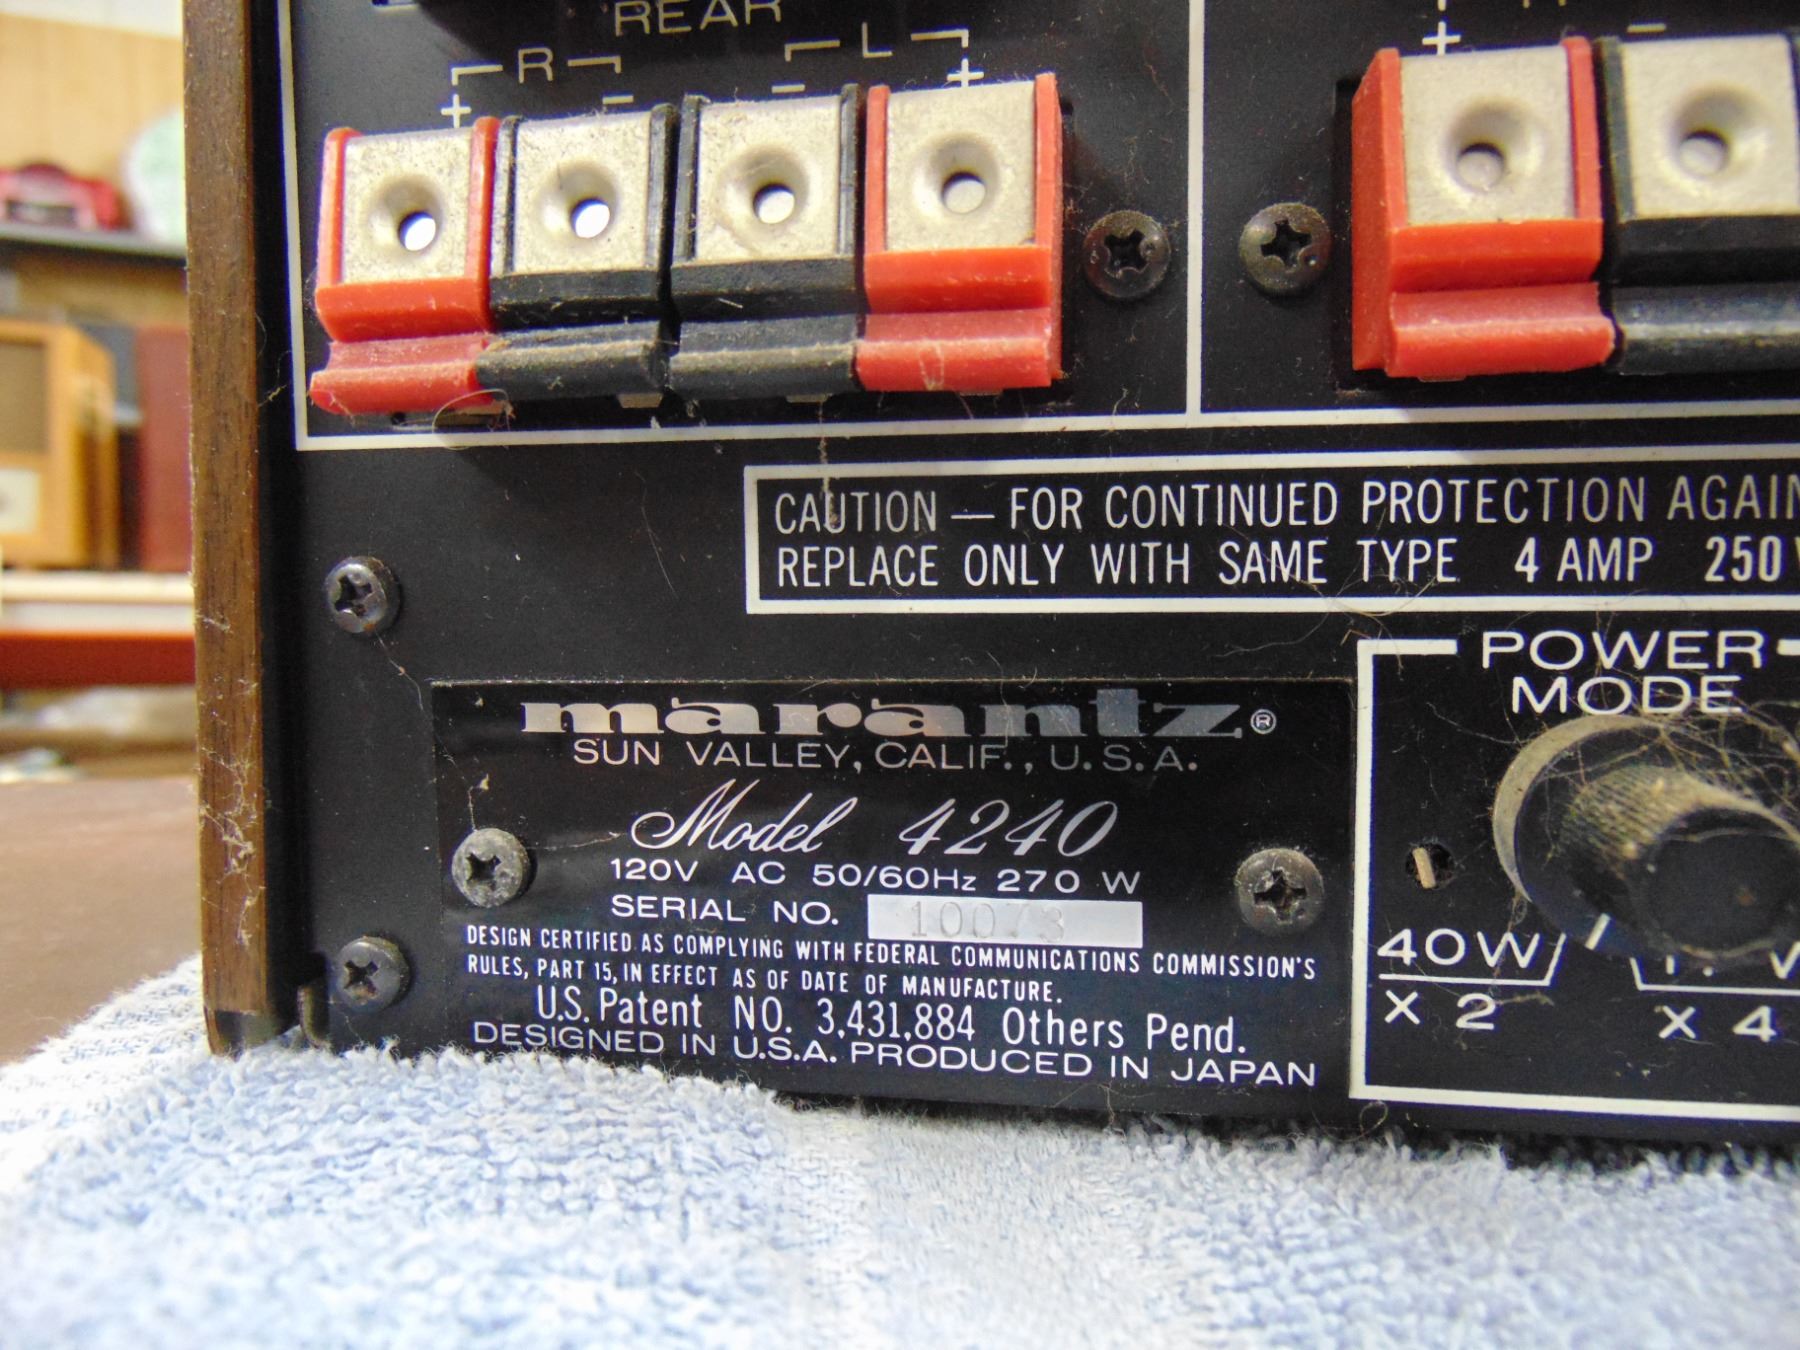 REAR
R L
+ - - + + -
CAUTION — FOR CONTINUED PROTECTION AGAIN
REPLACE ONLY WITH SAME TYPE 4 AMP 250V
POWER
MODE
marantz®
SUN VALLEY, CALIF., U.S.A.
Model 4240
120V AC 50/60Hz 270 W
SERIAL NO. 10073
DESIGN CERTIFIED AS COMPLYING WITH FEDERAL COMMUNICATIONS COMMISSION'S
RULES, PART 15, IN EFFECT AS OF DATE OF MANUFACTURE.
U.S. Patent NO. 3,431,884 Others Pend.
DESIGNED IN U.S.A. PRODUCED IN JAPAN
40W
X 2
X 4